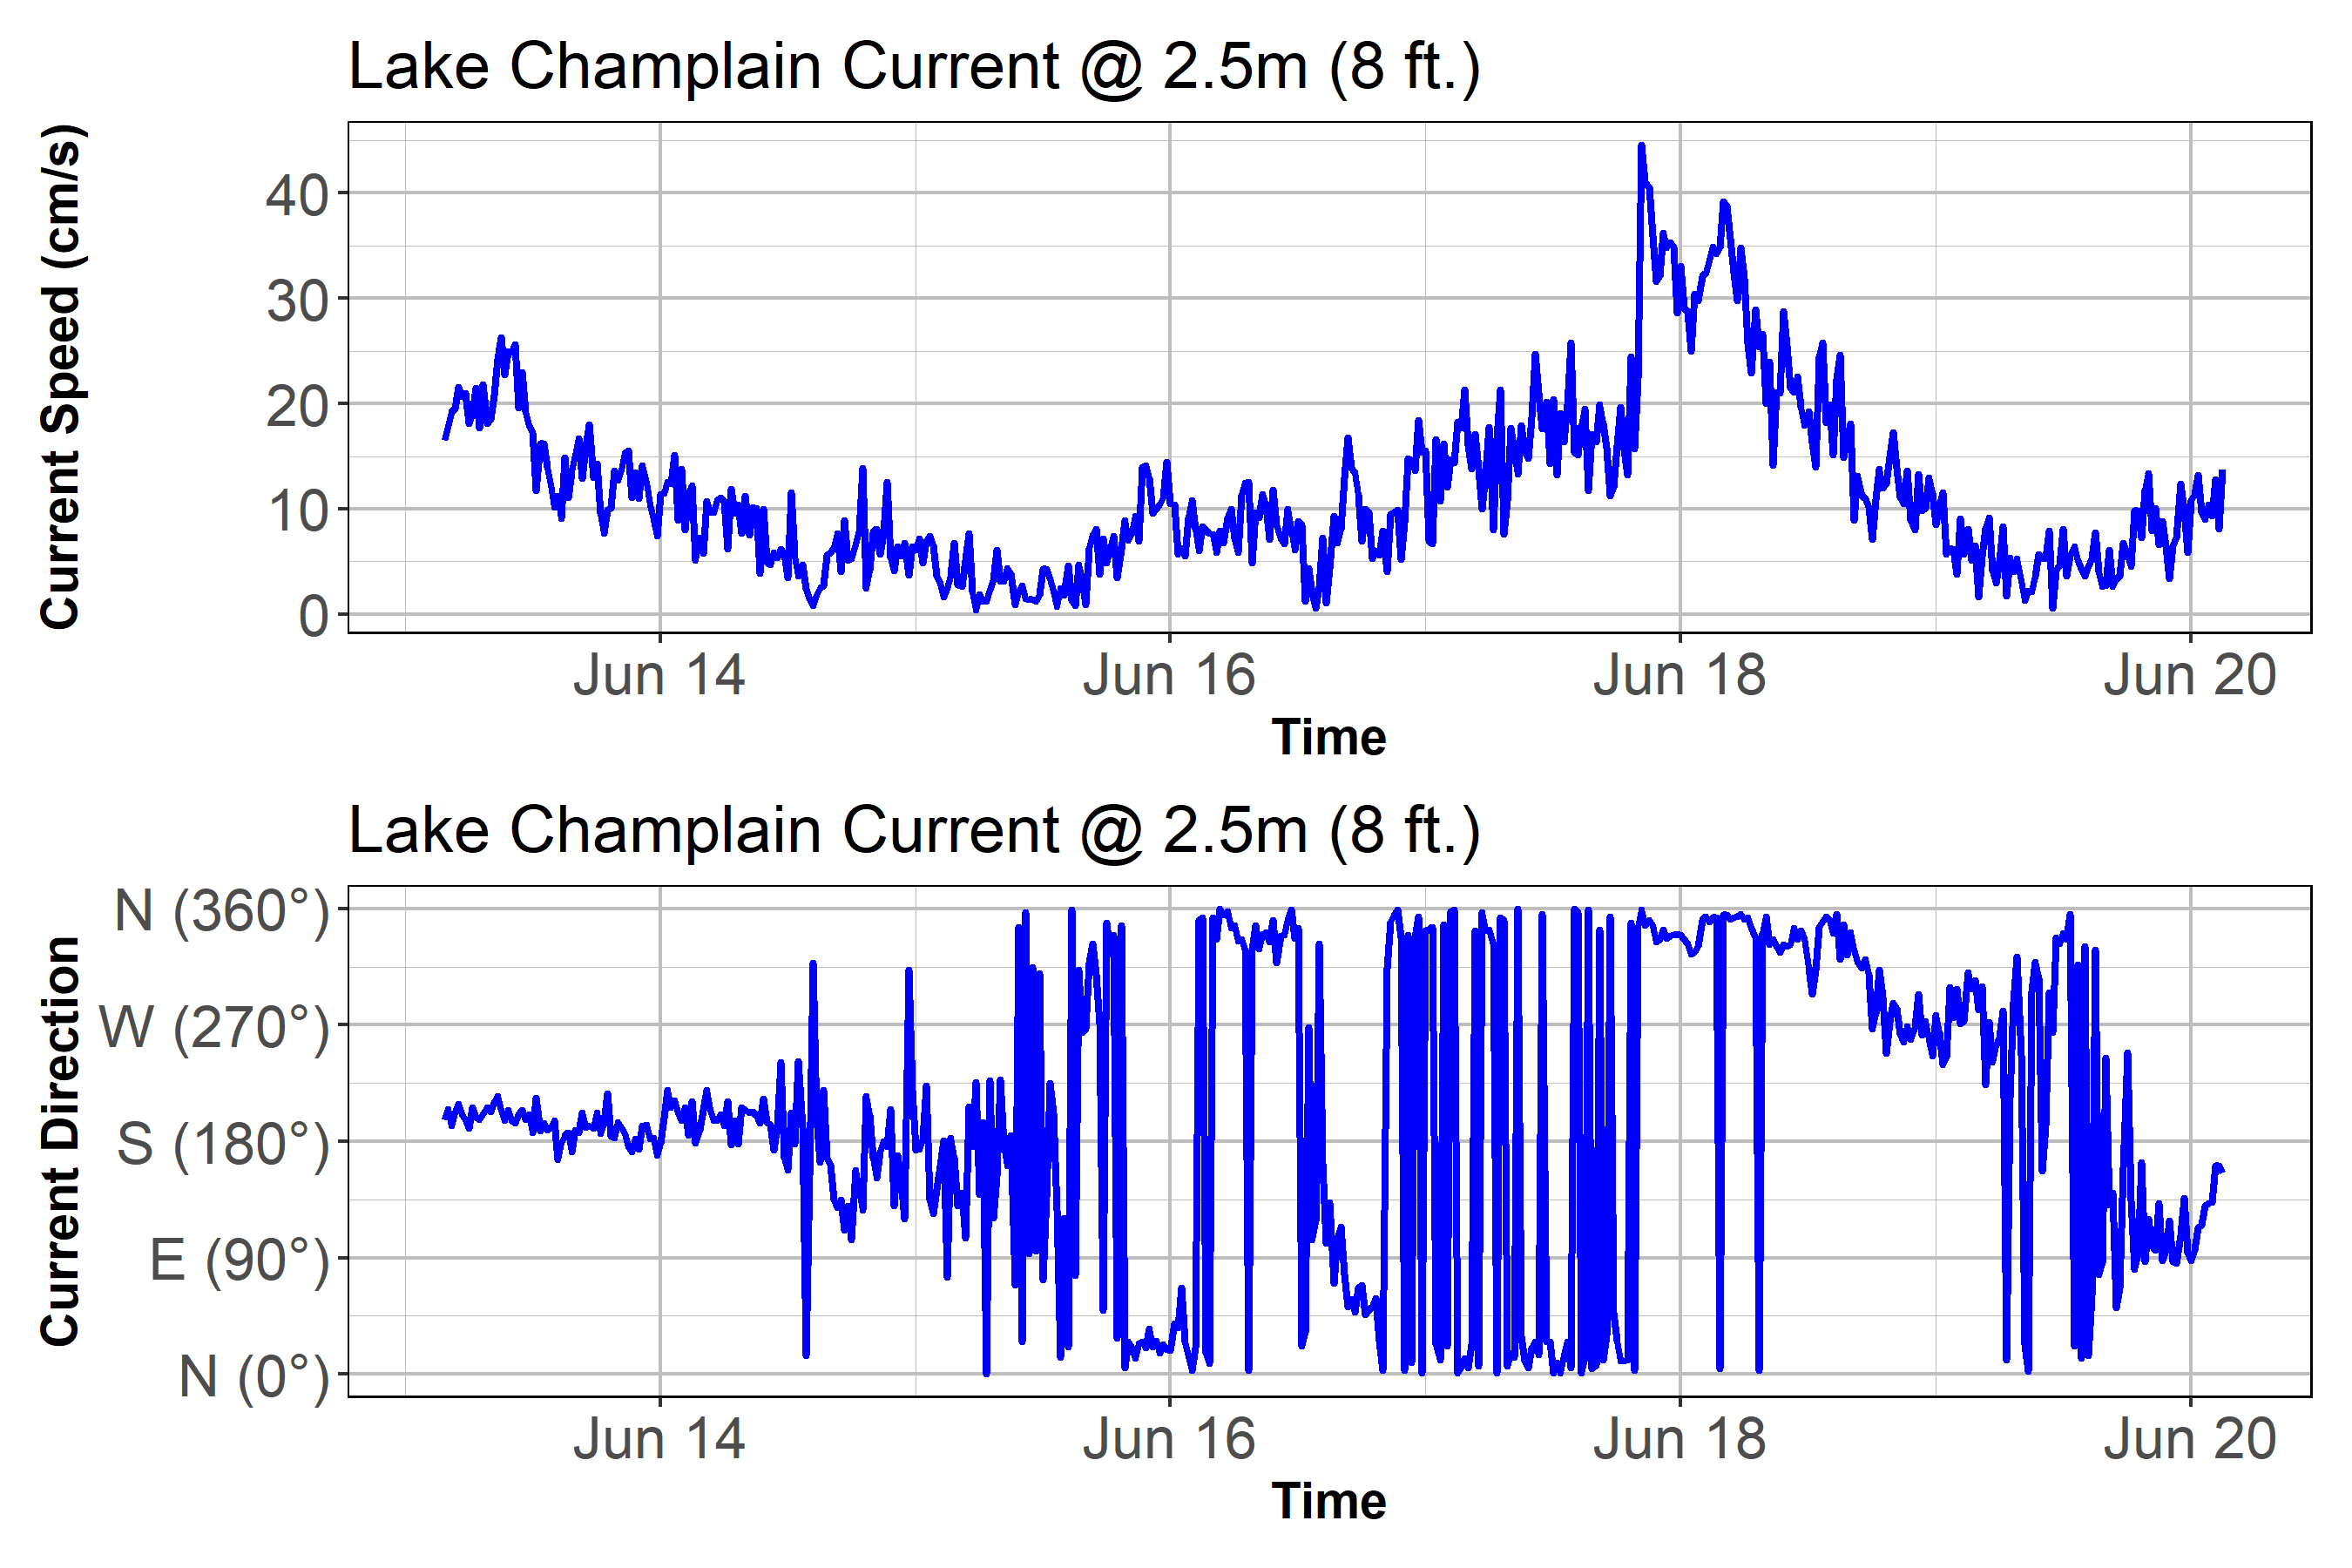 Lake Champlain Current @ 2.5m (8 ft.)
Current Speed (cm/s)
40
30
20
10
0
Jun 14 Jun 16 Jun 18 Jun 20
Time
Lake Champlain Current @ 2.5m (8 ft.)
Current Direction
N (360°)
W (270°)
S (180°)
E (90°)
N (0°)
Jun 14 Jun 16 Jun 18 Jun 20
Time